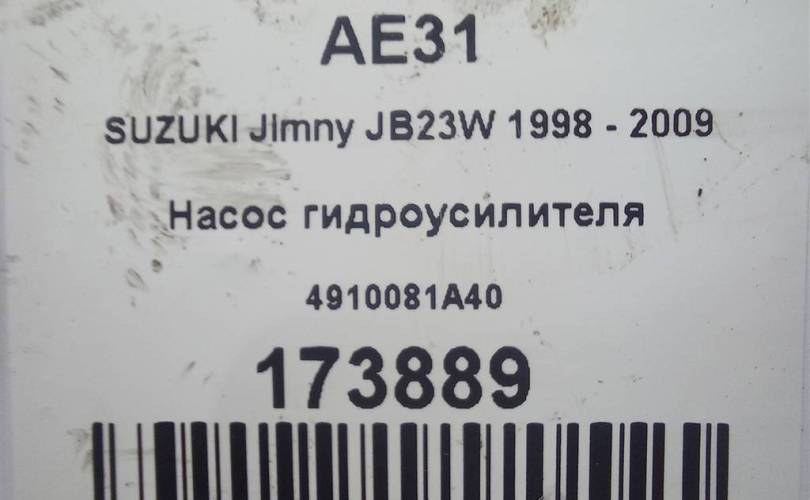 AE31
SUZUKI Jimny JB23W 1998 - 2009
Насос гидроусилителя
4910081A40
173889